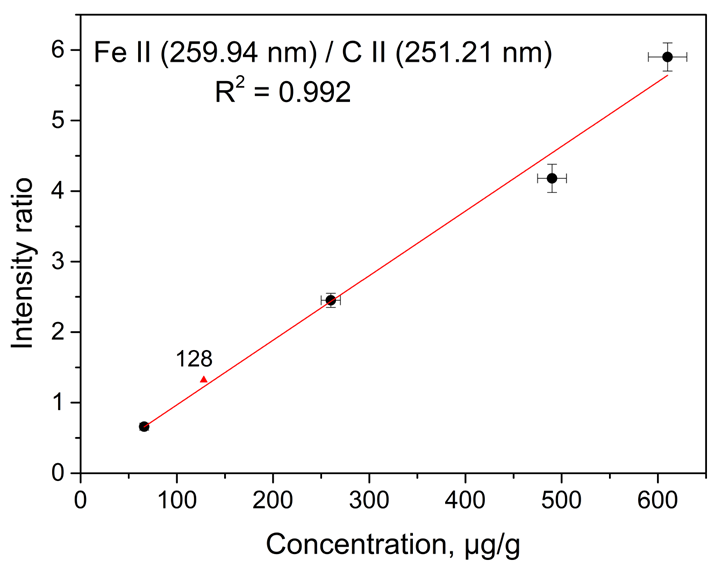 Fe II (259.94 nm) / C II (251.21 nm)
R² = 0.992
6
5
4
3
2
1
0
128
Intensity ratio
0 100 200 300 400 500 600
Concentration, µg/g